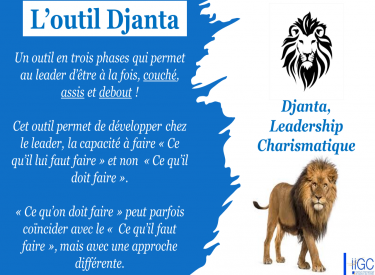 L’outil Djanta
Un outil en trois phases qui permet
au leader d’être à la fois, couché,
assis et debout !
Cet outil permet de développer chez
le leader, la capacité à faire « Ce
qu’il lui faut faire » et non « Ce qu’il
doit faire ».
« Ce qu’on doit faire » peut parfois
coïncider avec le « Ce qu’il faut
faire », mais avec une approche
différente.
Djanta,
Leadership
Charismatique
IGC